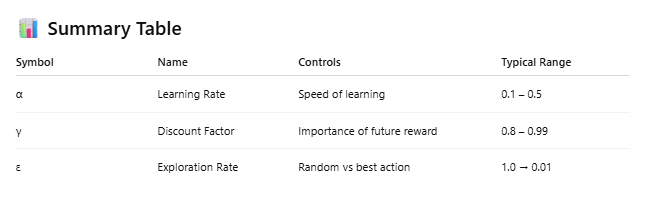 📊 Summary Table
Symbol Name Controls Typical Range
α Learning Rate Speed of learning 0.1 – 0.5
γ Discount Factor Importance of future reward 0.8 – 0.99
ε Exploration Rate Random vs best action 1.0 → 0.01